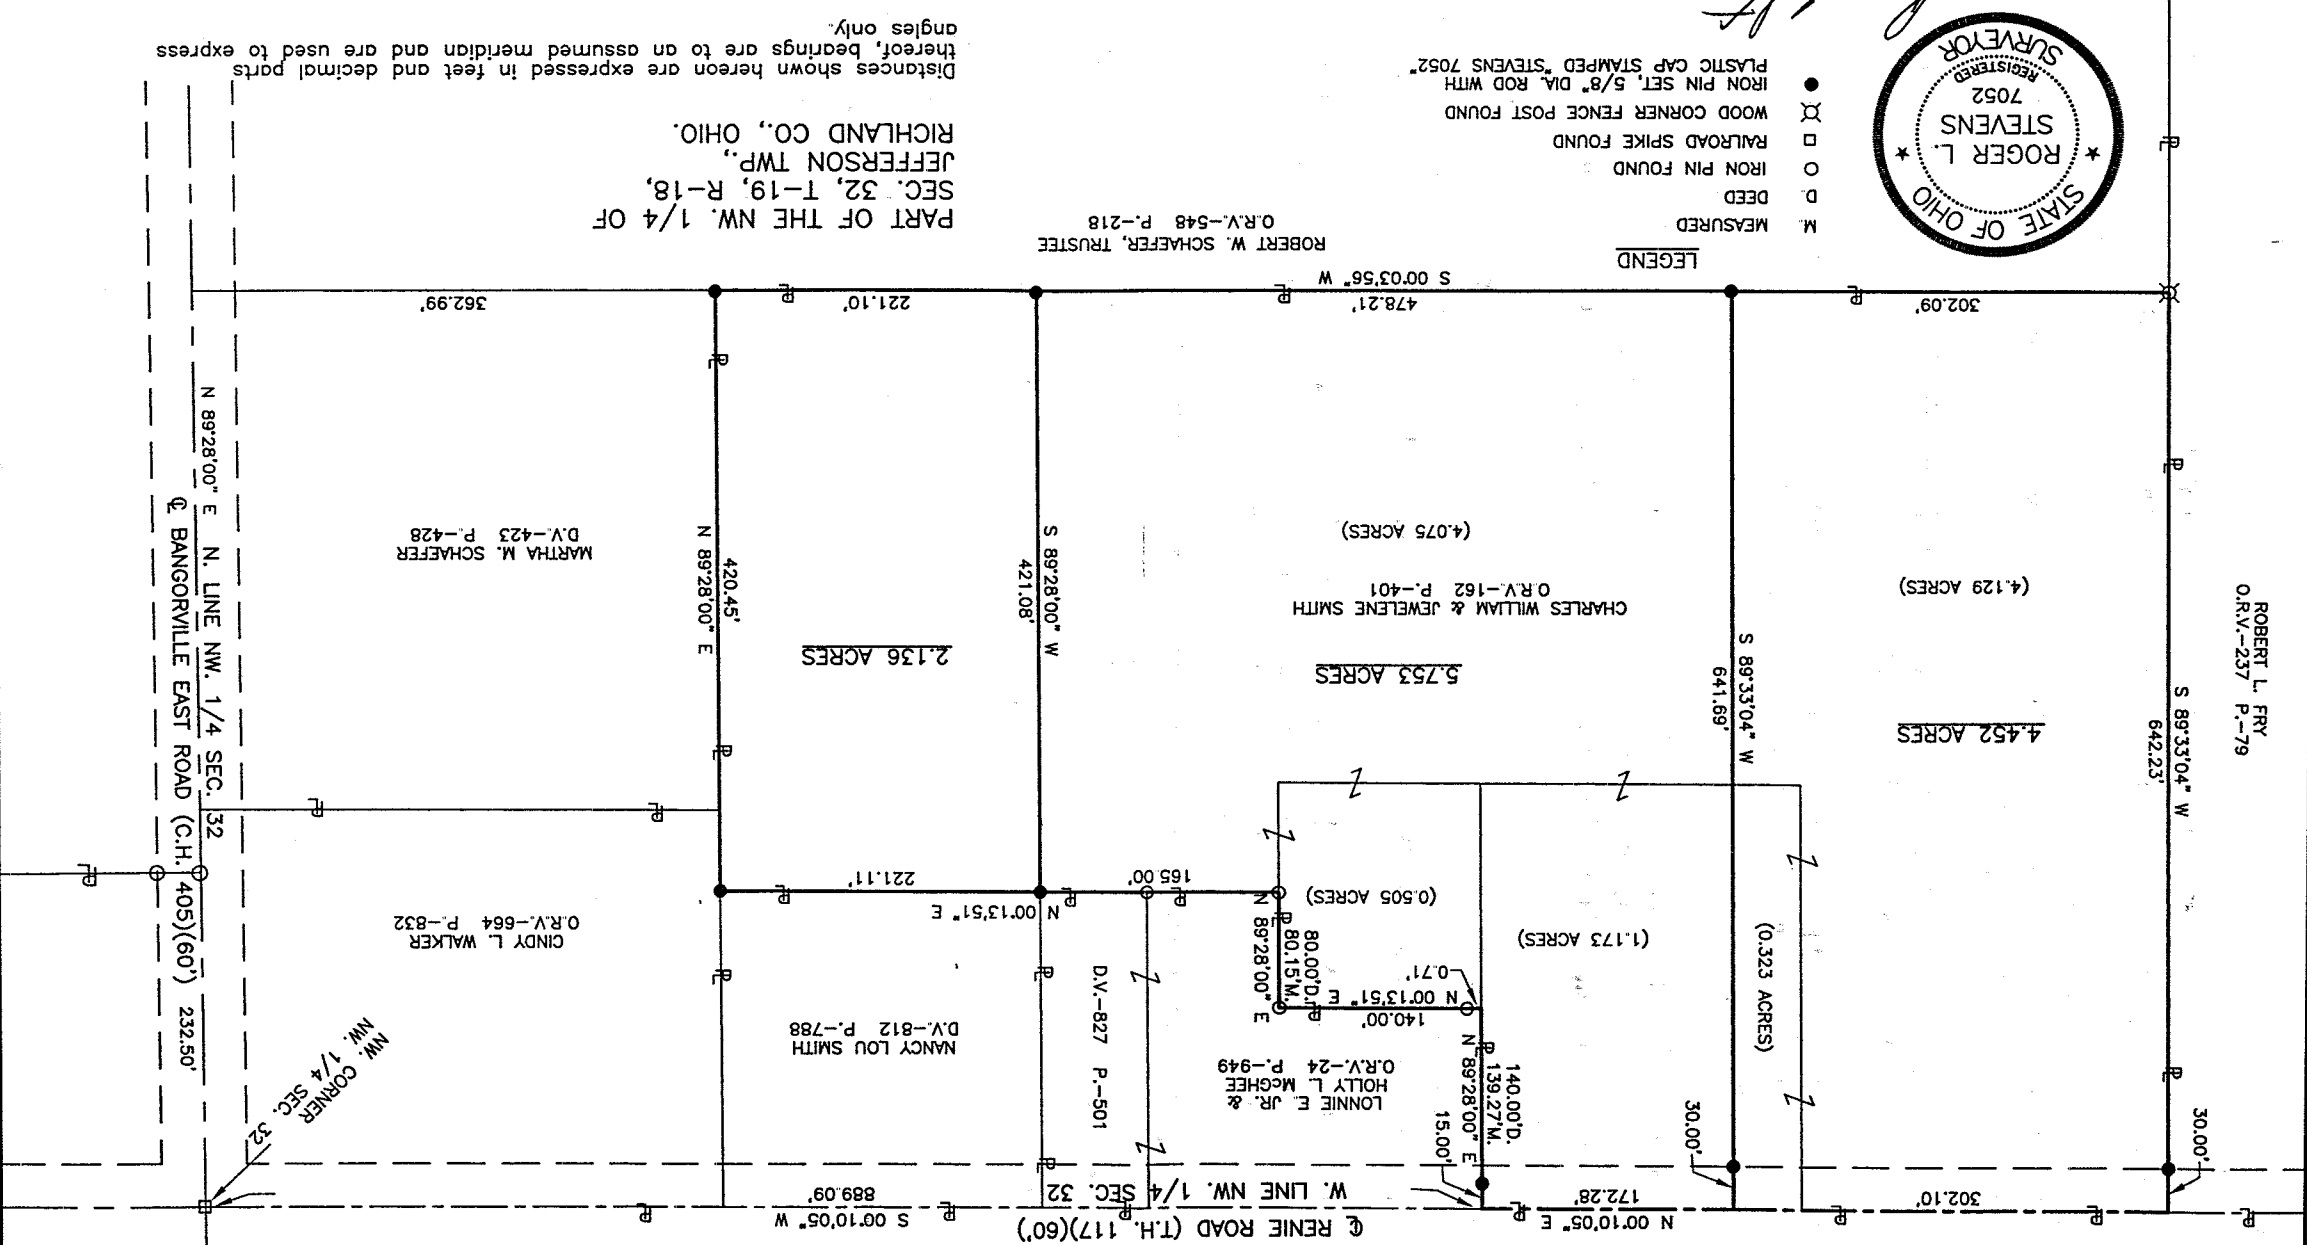 ℄ RENIE ROAD (T.H. 117)(60')
W. LINE NW. 1/4 SEC. 32
N 00°10'05" E
302.10'
172.28'
S 00°10'05" W
889.09'
30.00'
30.00'
15.00'
NW. CORNER
NW. 1/4 SEC. 32
LONNIE E. JR. &
HOLLY L. McGHEE
O.R.V.-24 P.-949
140.00'D.
139.27'M.
N 89°28'00" E
140.00'
N 00°13'51" E
0.71'
80.00'D.
80.15'M.
N 89°28'00" E
D.V.-827 P.-501
NANCY LOU SMITH
D.V.-812 P.-788
CINDY L. WALKER
O.R.V.-664 P.-832
(0.323 ACRES)
(1.173 ACRES)
(0.505 ACRES)
N 00°13'51" E
165.00'
221.11'
S 89°33'04" W
642.23'
ROBERT L. FRY
O.R.V.-237 P.-79
4.452 ACRES
(4.129 ACRES)
S 89°33'04" W
641.69'
5.753 ACRES
CHARLES WILLIAM & JEWELENE SMITH
O.R.V.-162 P.-401
(4.075 ACRES)
S 89°28'00" W
421.08'
2.136 ACRES
420.45'
N 89°28'00" E
MARTHA M. SCHAEFER
D.V.-423 P.-428
N 89°28'00" E N. LINE NW. 1/4 SEC. 32
℄ BANGORVILLE EAST ROAD (C.H. 405)(60') 232.50'
302.09'
478.21'
S 00°03'56" W
221.10'
362.99'
ROBERT W. SCHAEFER, TRUSTEE
O.R.V.-548 P.-218
LEGEND
M. MEASURED
D. DEED
IRON PIN FOUND
RAILROAD SPIKE FOUND
WOOD CORNER FENCE POST FOUND
IRON PIN SET, 5/8" DIA. ROD WITH
PLASTIC CAP STAMPED "STEVENS 7052"
STATE OF OHIO
ROGER L.
STEVENS
7052
REGISTERED
SURVEYOR
PART OF THE NW. 1/4 OF
SEC. 32, T-19, R-18,
JEFFERSON TWP.,
RICHLAND CO., OHIO.
Distances shown hereon are expressed in feet and decimal parts
thereof, bearings are to an assumed meridian and are used to express
angles only.